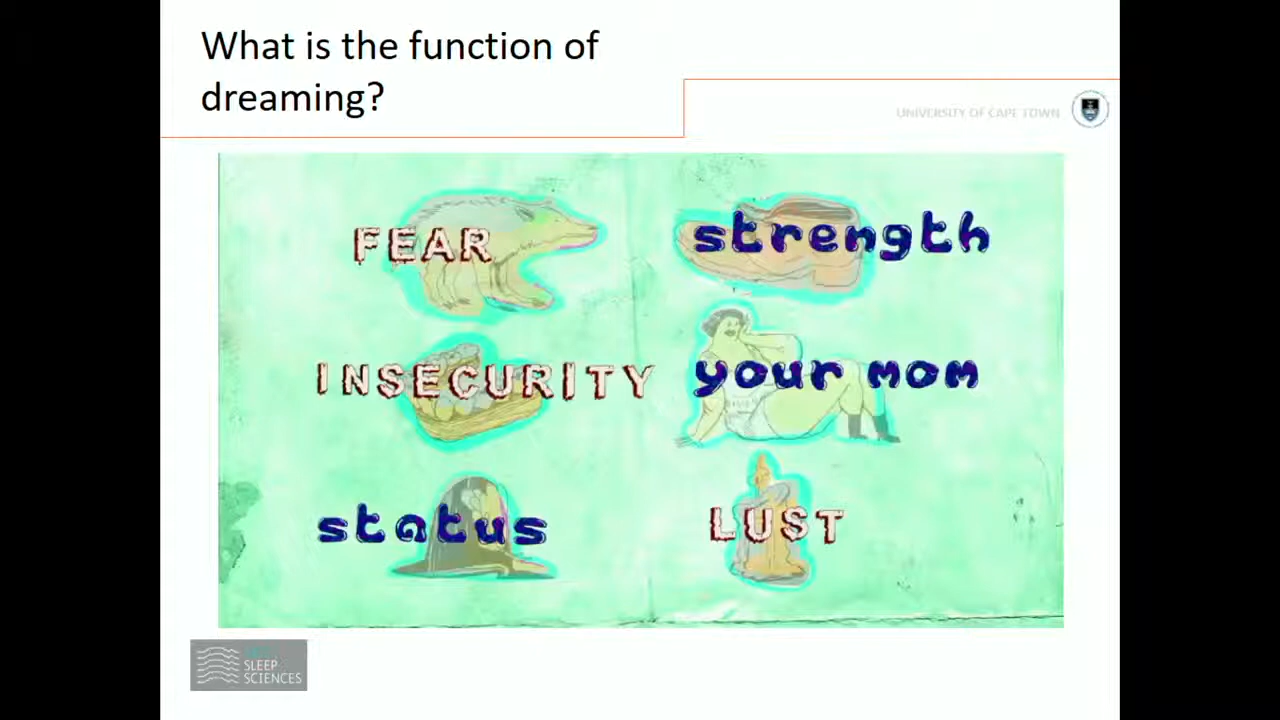 What is the function of
dreaming?
UNIVERSITY OF CAPE TOWN
FEAR
strength
INSECURITY
your mom
status
LUST
SLEEP
SCIENCES